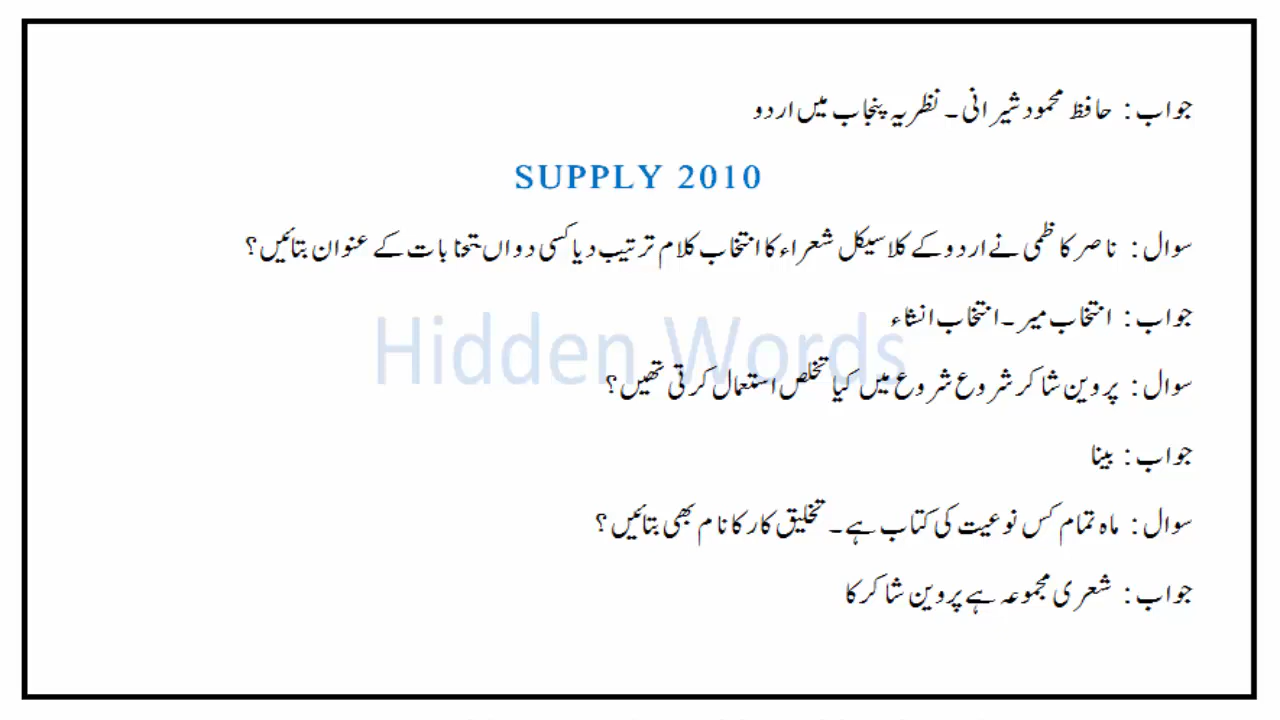 جواب: حافظ محمود شیرانی۔ نظریہ پنجاب میں اردو
SUPPLY 2010
سوال: ناصر کاظمی نے اردو کے کلاسیکل شعراء کا انتخاب کلام ترتیب دیا کسی دو انتخابات کے عنوان بتائیں؟
جواب: انتخاب میر۔ انتخاب انشاء
Hidden Words
سوال: پروین شاکر شروع شروع میں کیا تخلص استعمال کرتی تھیں؟
جواب: بینا
سوال: ماہ تمام کس نوعیت کی کتاب ہے۔ تخلیق کار کا نام بھی بتائیں؟
جواب: شعری مجموعہ ہے پروین شاکر کا